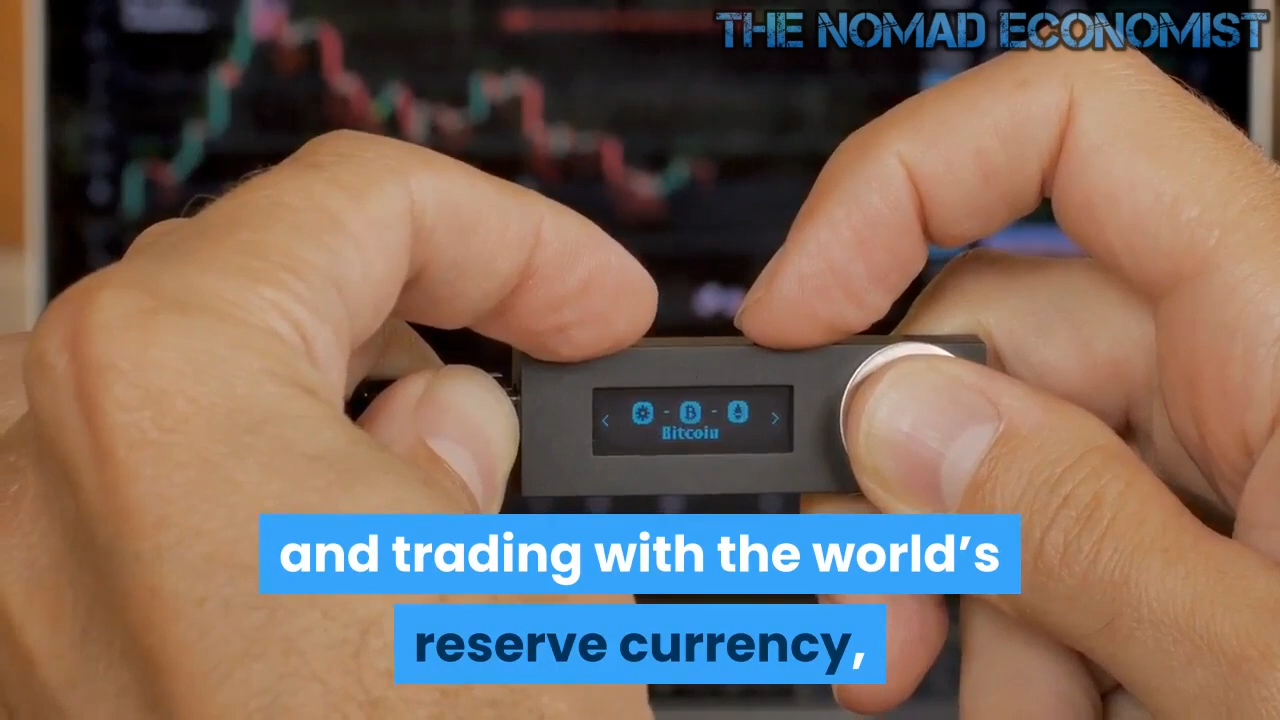 THE NOMAD ECONOMIST
Bitcoin
and trading with the world's
reserve currency,